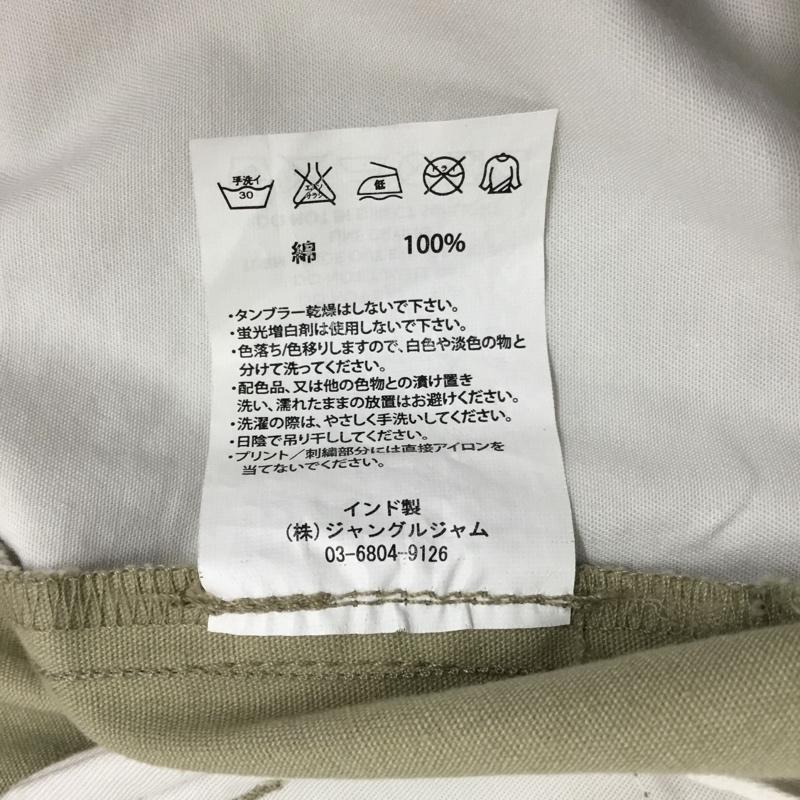 手洗イ
30
エンソ
サラシ
低
ドライ
綿 100%
・タンブラー乾燥はしないで下さい。
・蛍光増白剤は使用しないで下さい。
・色落ち/色移りしますので、白色や淡色の物と
分けて洗ってください。
・配色品、又は他の色物との漬け置き
洗い、濡れたままの放置はお避けください。
・洗濯の際は、やさしく手洗いしてください。
・日陰で吊り干ししてください。
・プリント／刺繍部分には直接アイロンを
当てないでください。
インド製
(株)ジャングルジャム
03-6804-9126